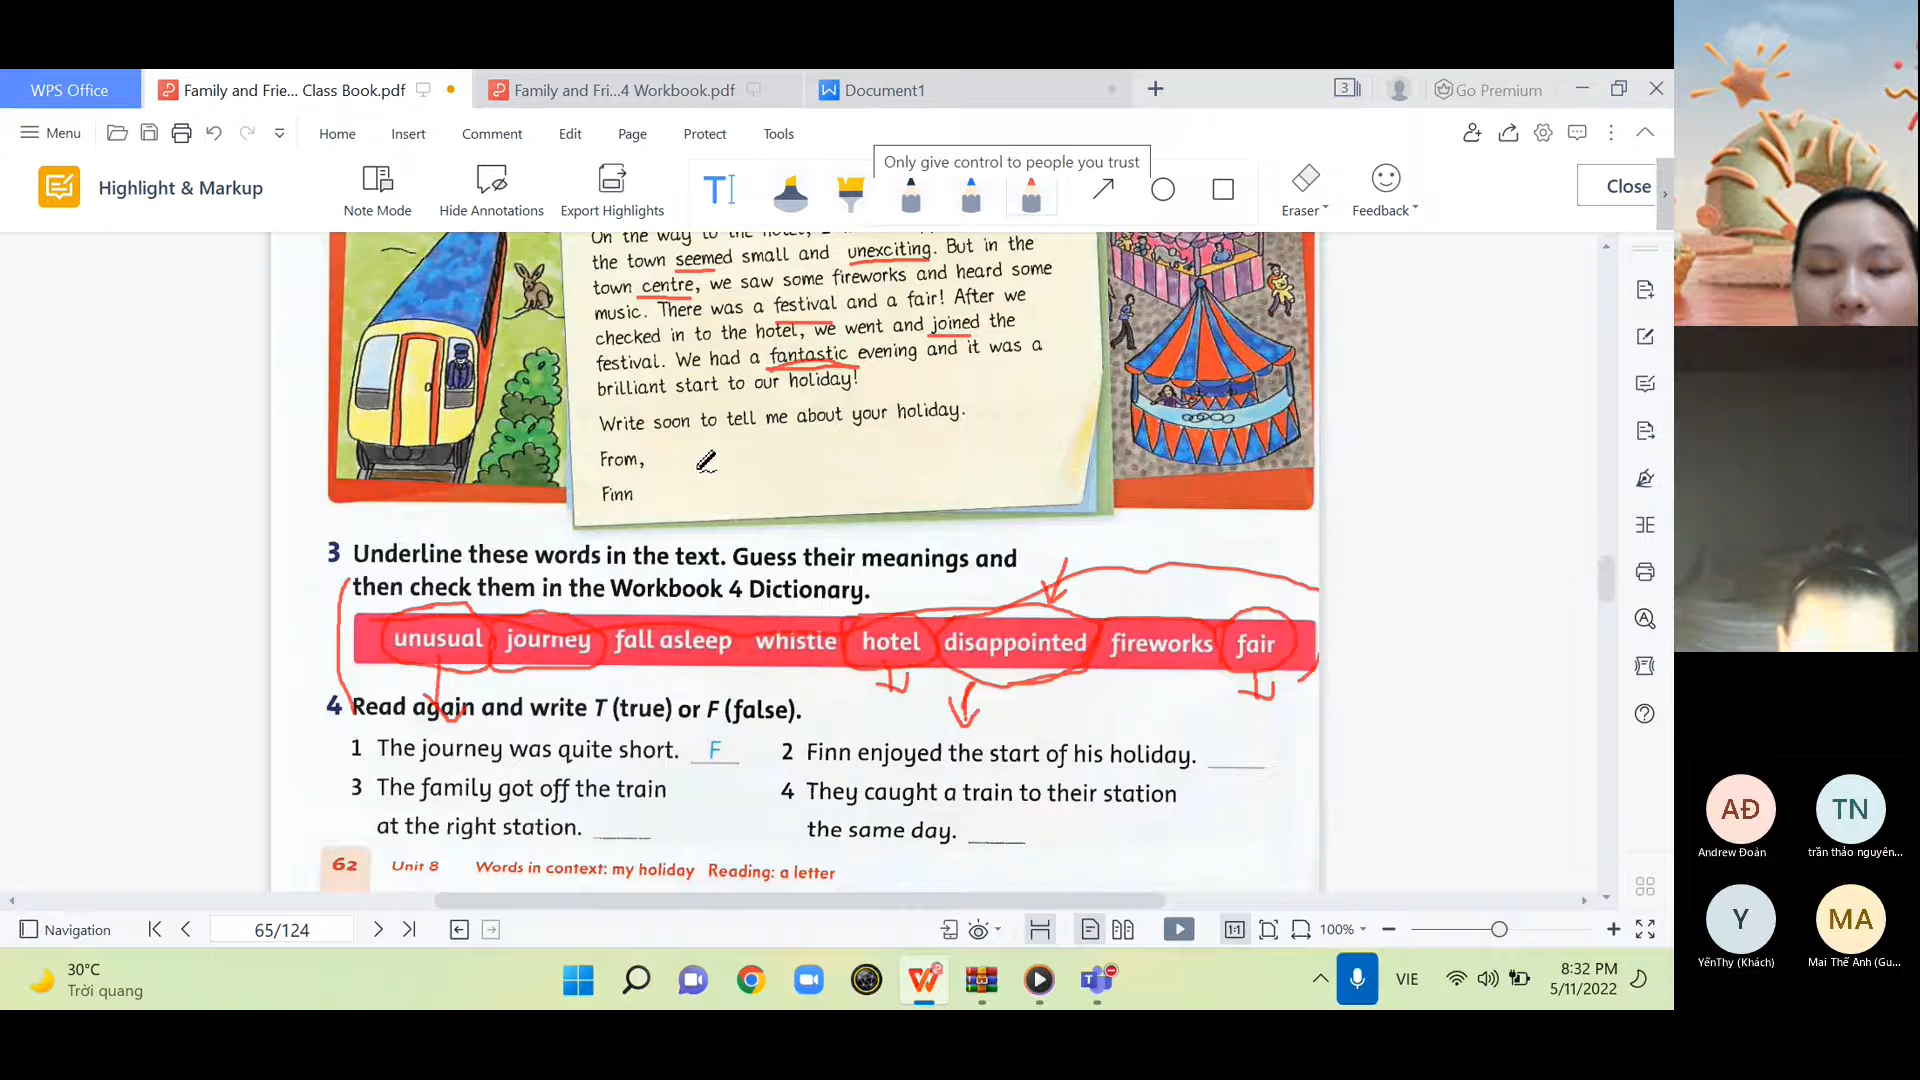 WPS Office
Family and Frie... Class Book.pdf
Family and Fri...4 Workbook.pdf
Document1
3
Go Premium
Menu
Home
Insert
Comment
Edit
Page
Protect
Tools
Only give control to people you trust
Highlight & Markup
Note Mode
Hide Annotations
Export Highlights
Eraser
Feedback
Close
On the way to the hotel,
the town seemed small and unexciting. But in the
town centre, we saw some fireworks and heard some
music. There was a festival and a fair! After we
checked in to the hotel, we went and joined the
festival. We had a fantastic evening and it was a
brilliant start to our holiday!
Write soon to tell me about your holiday.
From,
Finn
3 Underline these words in the text. Guess their meanings and
then check them in the Workbook 4 Dictionary.
unusual journey fall asleep whistle hotel disappointed fireworks fair
4 Read again and write T (true) or F (false).
1 The journey was quite short. F
2 Finn enjoyed the start of his holiday.
3 The family got off the train
at the right station.
4 They caught a train to their station
the same day.
62 Unit 8 Words in context: my holiday Reading: a letter
Navigation
65/124
1:1
100%
30°C
Trời quang
VIE
8:32 PM
5/11/2022
AĐ
Andrew Đoàn
TN
trần thảo nguyên...
Y
YếnThy (Khách)
MA
Mai Thế Anh (Gu...